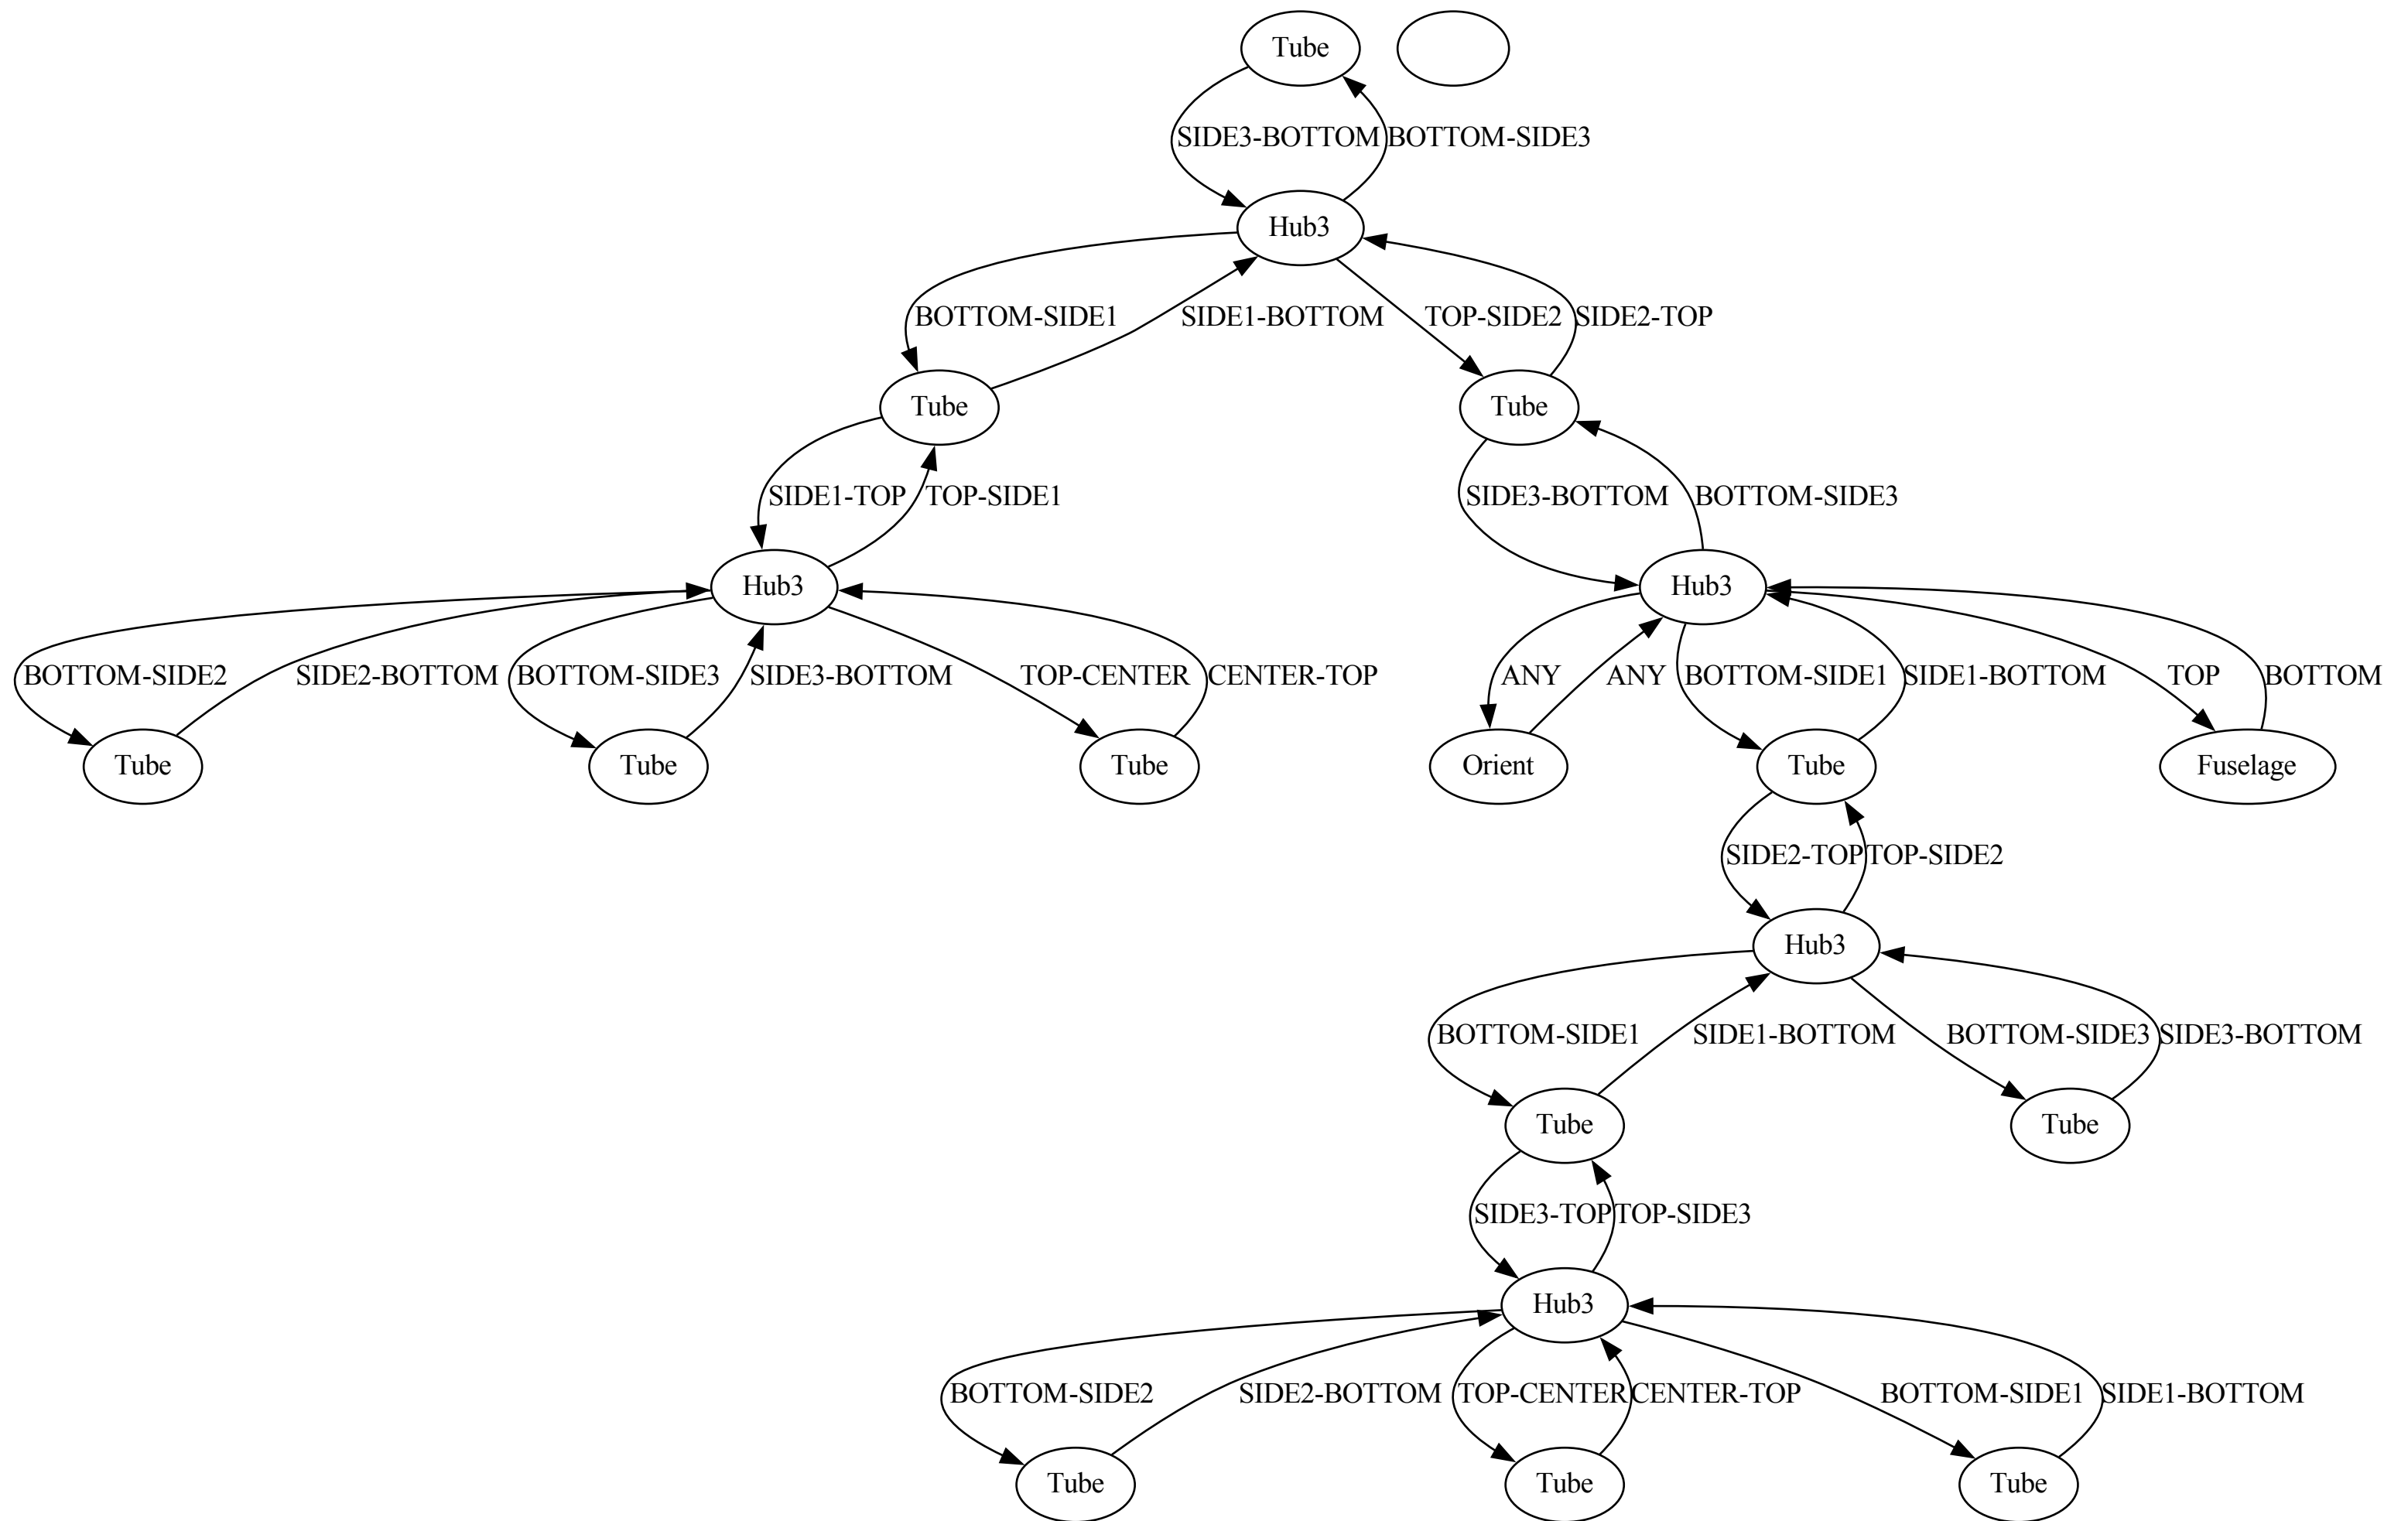 Tube
SIDE3-BOTTOM BOTTOM-SIDE3
Hub3
BOTTOM-SIDE1 SIDE1-BOTTOM TOP-SIDE2 SIDE2-TOP
Tube Tube
SIDE1-TOP TOP-SIDE1 SIDE3-BOTTOM BOTTOM-SIDE3
Hub3 Hub3
BOTTOM-SIDE2 SIDE2-BOTTOM BOTTOM-SIDE3 SIDE3-BOTTOM TOP-CENTER CENTER-TOP ANY ANY BOTTOM-SIDE1 SIDE1-BOTTOM TOP BOTTOM
Tube Tube Tube Orient Tube Fuselage
SIDE2-TOP TOP-SIDE2
Hub3
BOTTOM-SIDE1 SIDE1-BOTTOM BOTTOM-SIDE3 SIDE3-BOTTOM
Tube Tube
SIDE3-TOP TOP-SIDE3
Hub3
BOTTOM-SIDE2 SIDE2-BOTTOM TOP-CENTER CENTER-TOP BOTTOM-SIDE1 SIDE1-BOTTOM
Tube Tube Tube